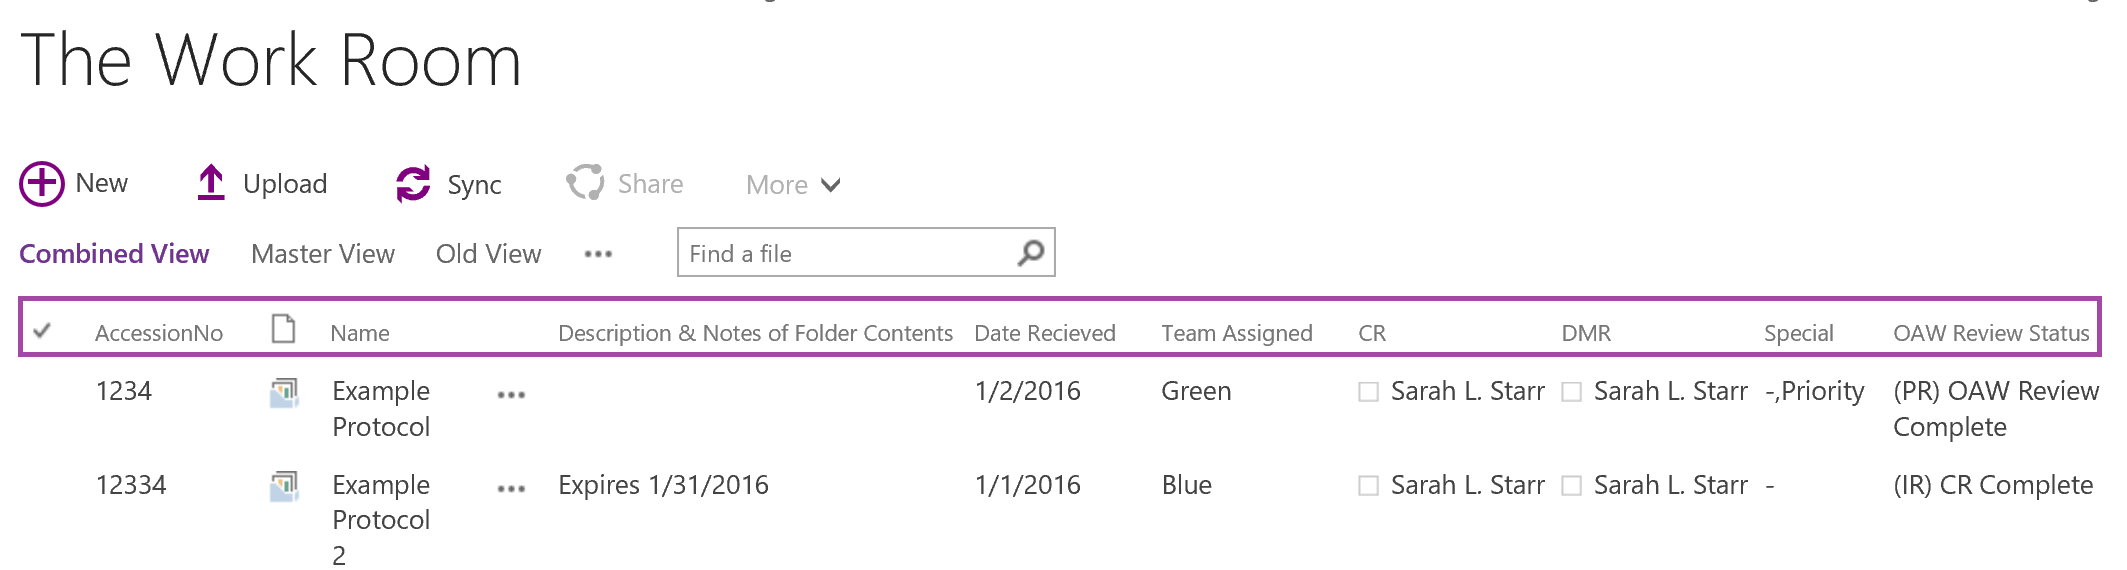 The Work Room
New Upload Sync Share More
Combined View Master View Old View ••• Find a file
AccessionNo Name Description & Notes of Folder Contents Date Recieved Team Assigned CR DMR Special OAW Review Status
1234 Example ••• 1/2/2016 Green Sarah L. Starr Sarah L. Starr -,Priority (PR) OAW Review
Protocol Complete
12334 Example ••• Expires 1/31/2016 1/1/2016 Blue Sarah L. Starr Sarah L. Starr - (IR) CR Complete
Protocol
2